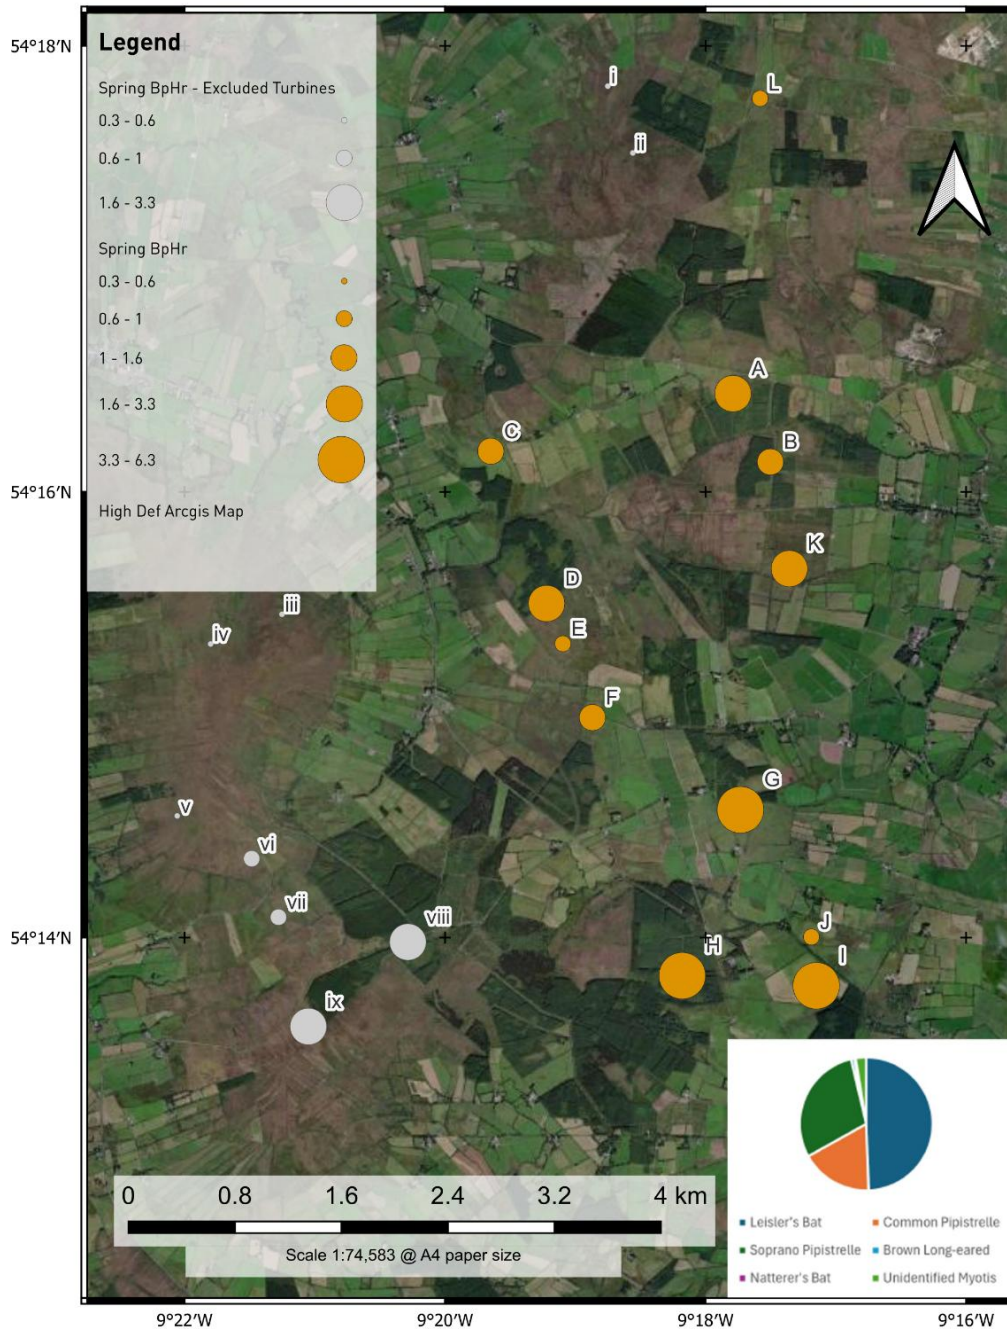 Legend
Spring BpHr - Excluded Turbines
0.3 - 0.6
0.6 - 1
1.6 - 3.3
Spring BpHr
0.3 - 0.6
0.6 - 1
1 - 1.6
1.6 - 3.3
3.3 - 6.3
High Def Arcgis Map
54°18′N
54°16′N
54°14′N
i
L
ii
A
C
B
K
D
iii
E
iv
F
G
v
vi
vii
viii
J
H
I
ix
0 0.8 1.6 2.4 3.2 4 km
Scale 1:74,583 @ A4 paper size
Leisler's Bat Common Pipistrelle
Soprano Pipistrelle Brown Long-eared
Natterer's Bat Unidentified Myotis
9°22′W 9°20′W 9°18′W 9°16′W